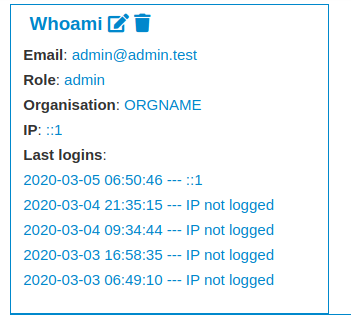 Whoami
Email: admin@admin.test
Role: admin
Organisation: ORGNAME
IP: ::1
Last logins:
2020-03-05 06:50:46 --- ::1
2020-03-04 21:35:15 --- IP not logged
2020-03-04 09:34:44 --- IP not logged
2020-03-03 16:58:35 --- IP not logged
2020-03-03 06:49:10 --- IP not logged